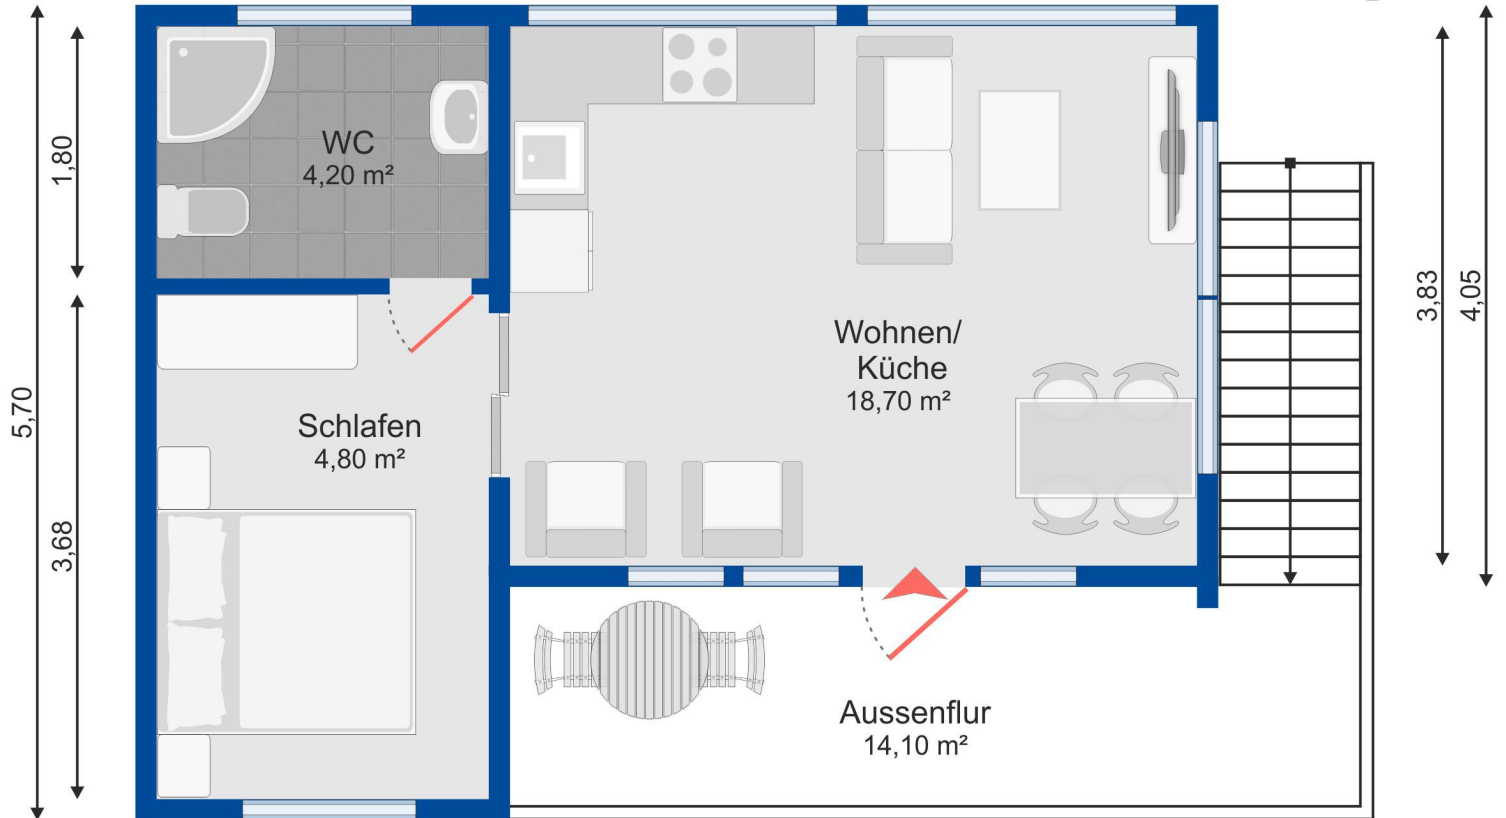 WC
4,20 m²
1,80
5,70
3,68
Schlafen
4,80 m²
Wohnen/
Küche
18,70 m²
3,83
4,05
Aussenflur
14,10 m²